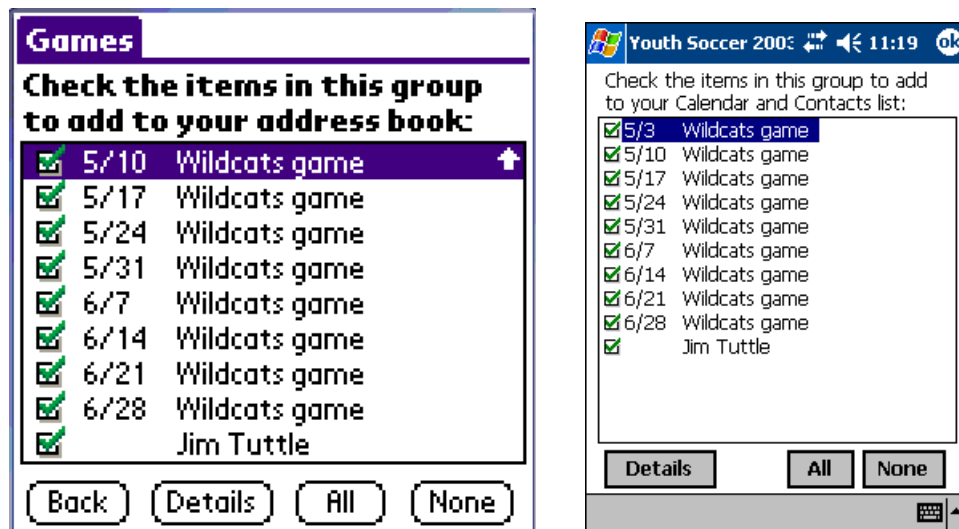 Games
Check the items in this group
to add to your address book:
5/10 Wildcats game
5/17 Wildcats game
5/24 Wildcats game
5/31 Wildcats game
6/7 Wildcats game
6/14 Wildcats game
6/21 Wildcats game
6/28 Wildcats game
Jim Tuttle
Back Details All None
Youth Soccer 2003 11:19 ok
Check the items in this group to add
to your Calendar and Contacts list:
5/3 Wildcats game
5/10 Wildcats game
5/17 Wildcats game
5/24 Wildcats game
5/31 Wildcats game
6/7 Wildcats game
6/14 Wildcats game
6/21 Wildcats game
6/28 Wildcats game
Jim Tuttle
Details All None